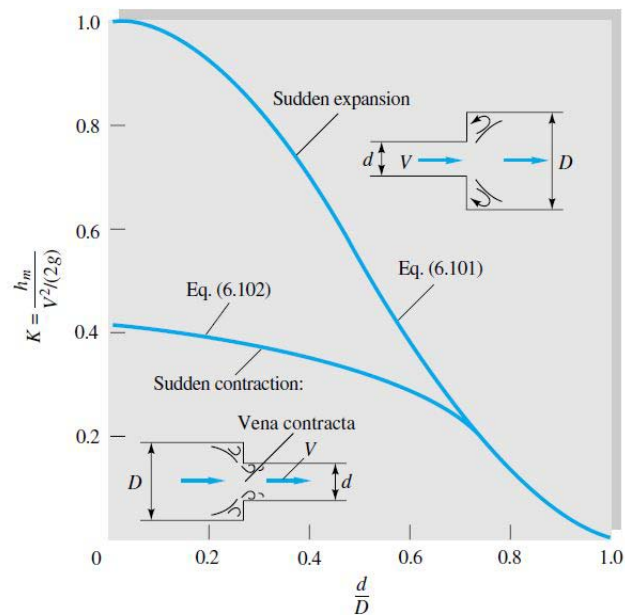 1.0
0.8
0.6
0.4
0.2
0
K = h_m / V²/(2g)
Sudden expansion
d V D
Eq. (6.101)
Eq. (6.102)
Sudden contraction:
Vena contracta
V
D d
0.2 0.4 0.6 0.8 1.0
d
D